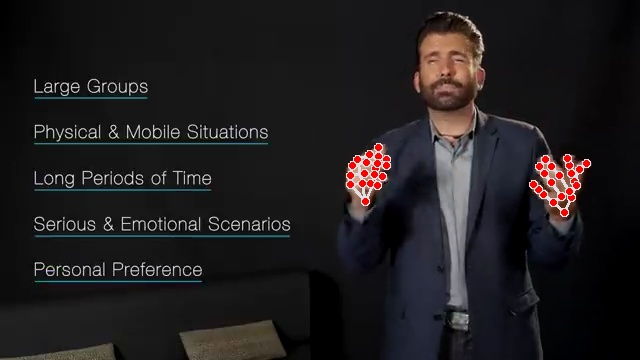 Large Groups
Physical & Mobile Situations
Long Periods of Time
Serious & Emotional Scenarios
Personal Preference